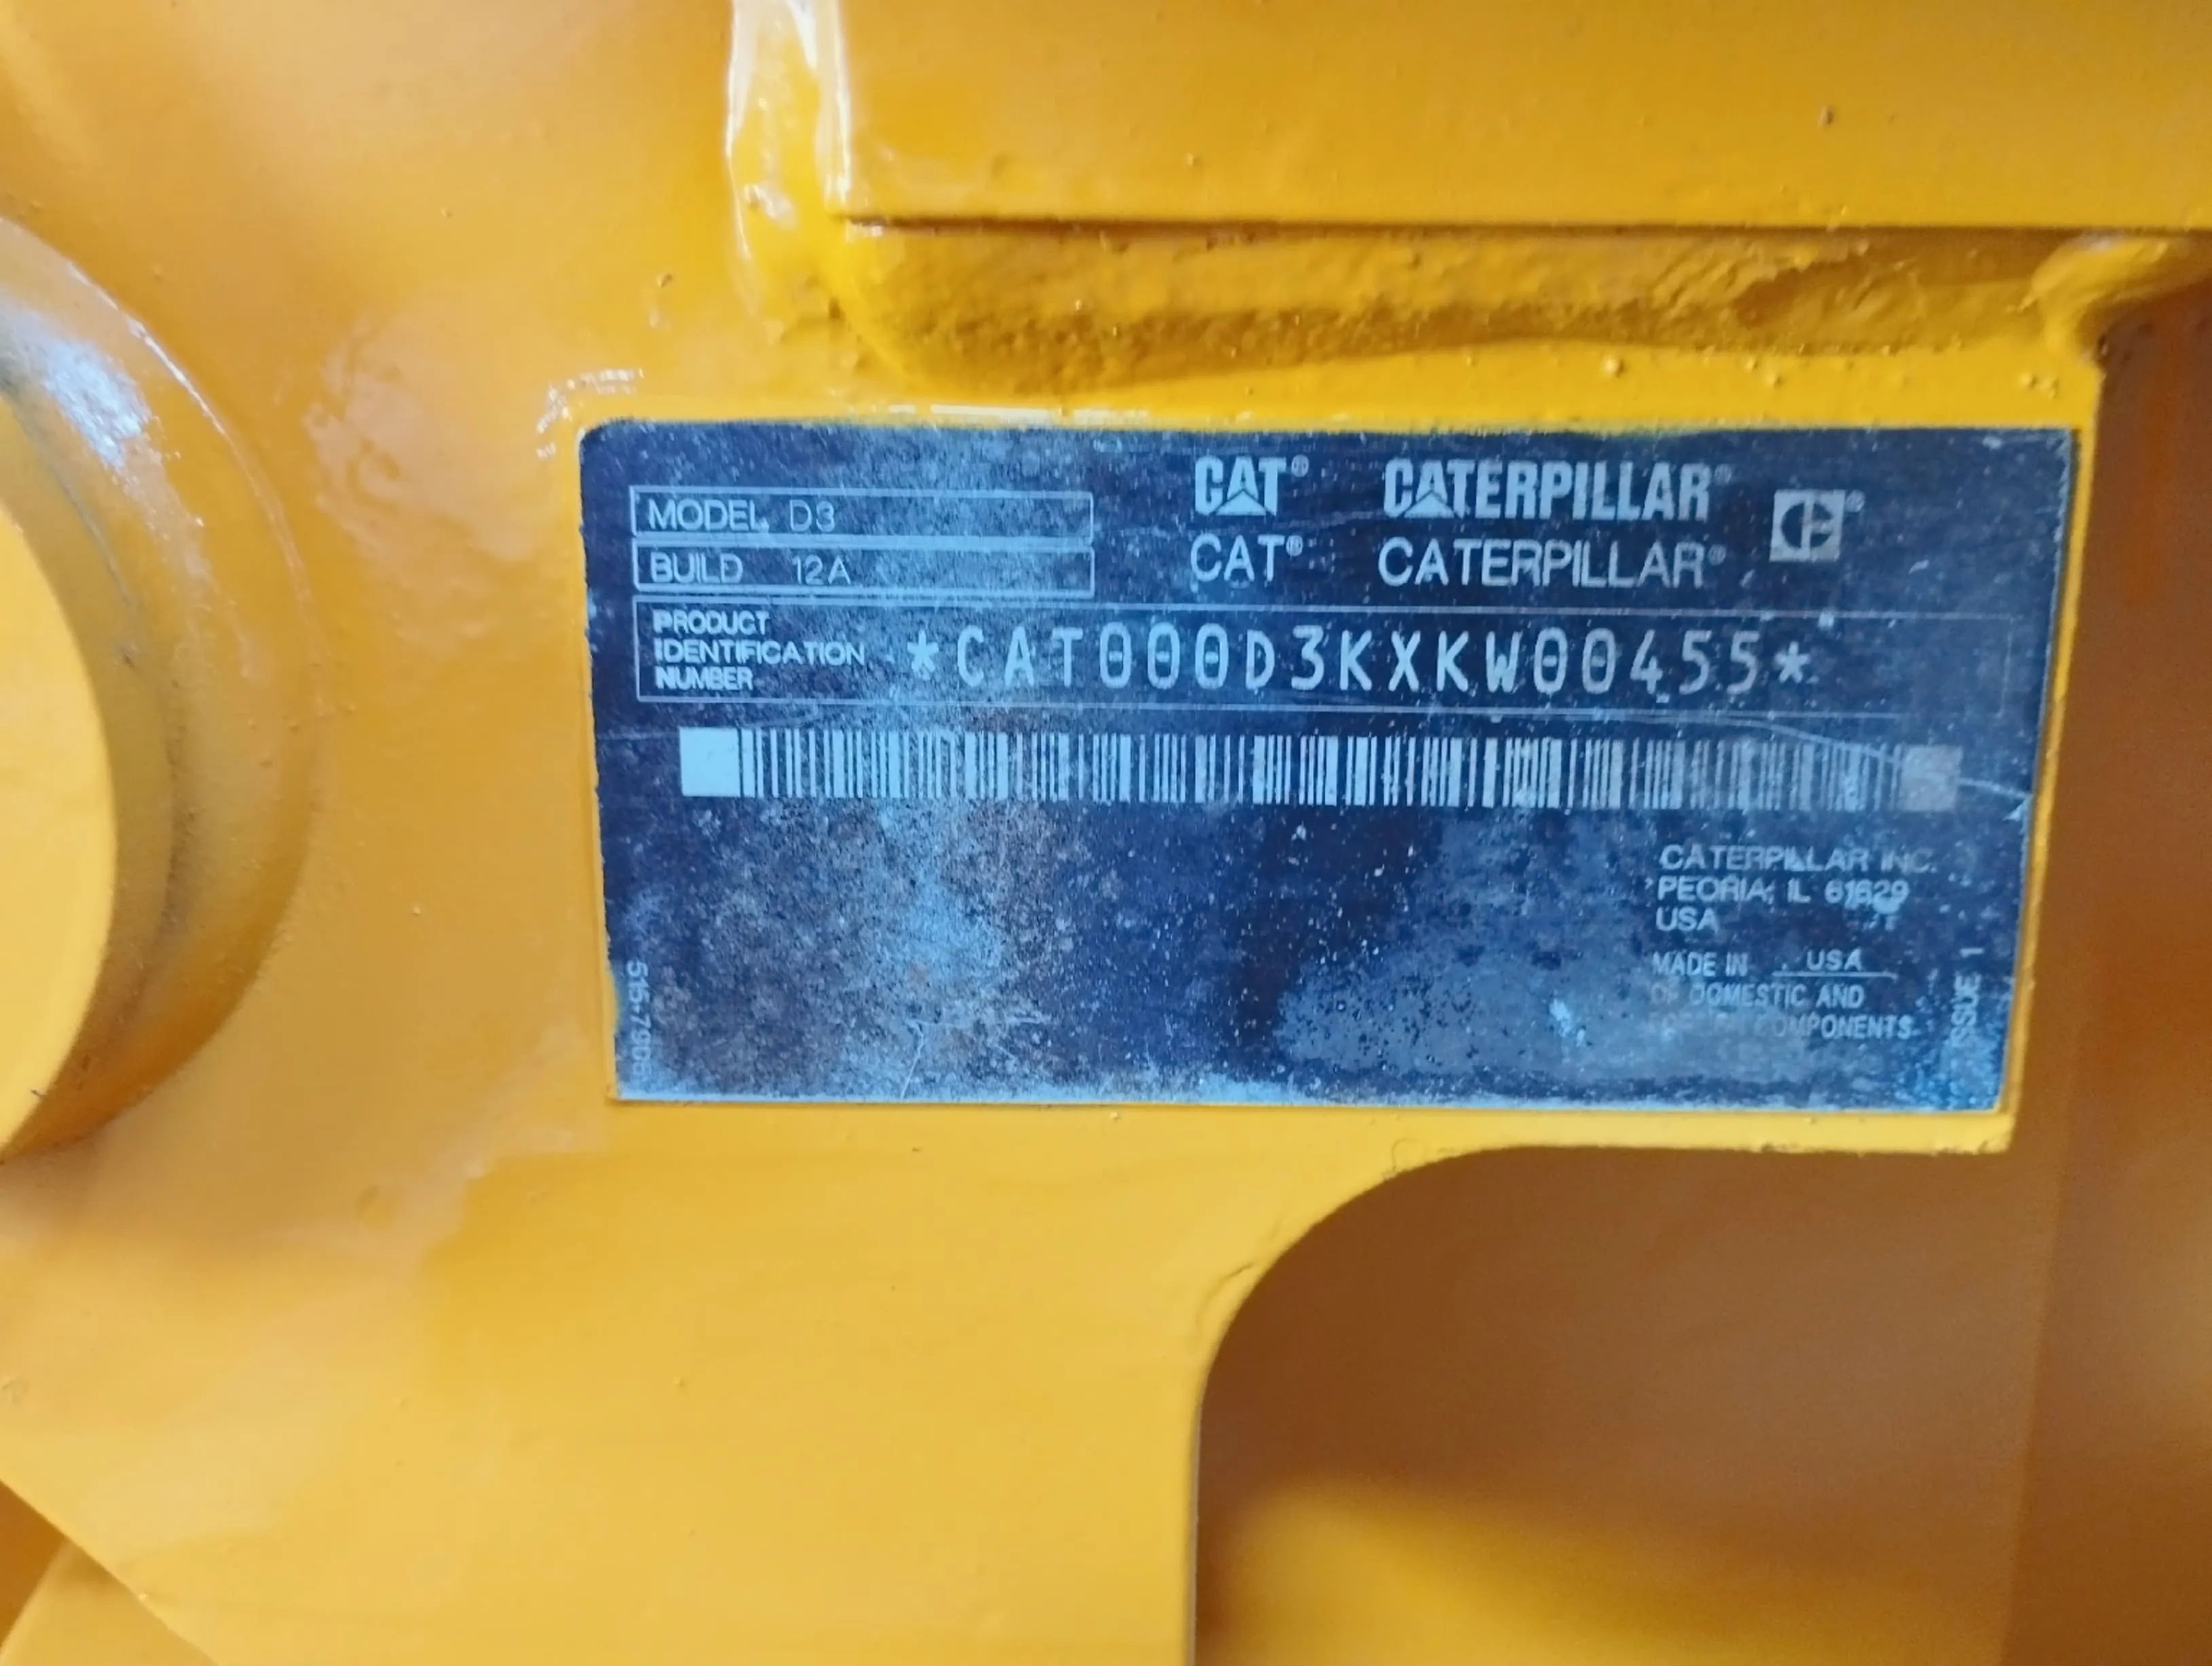 MODEL D3
BUILD 12A
CAT® CATERPILLAR® ®
CAT® CATERPILLAR®
PRODUCT
IDENTIFICATION
NUMBER
*CAT000D3KXKW00455*
CATERPILLAR INC.
PEORIA, IL 61629
USA
MADE IN USA
OF DOMESTIC AND
COMPONENTS
ISSUE 1